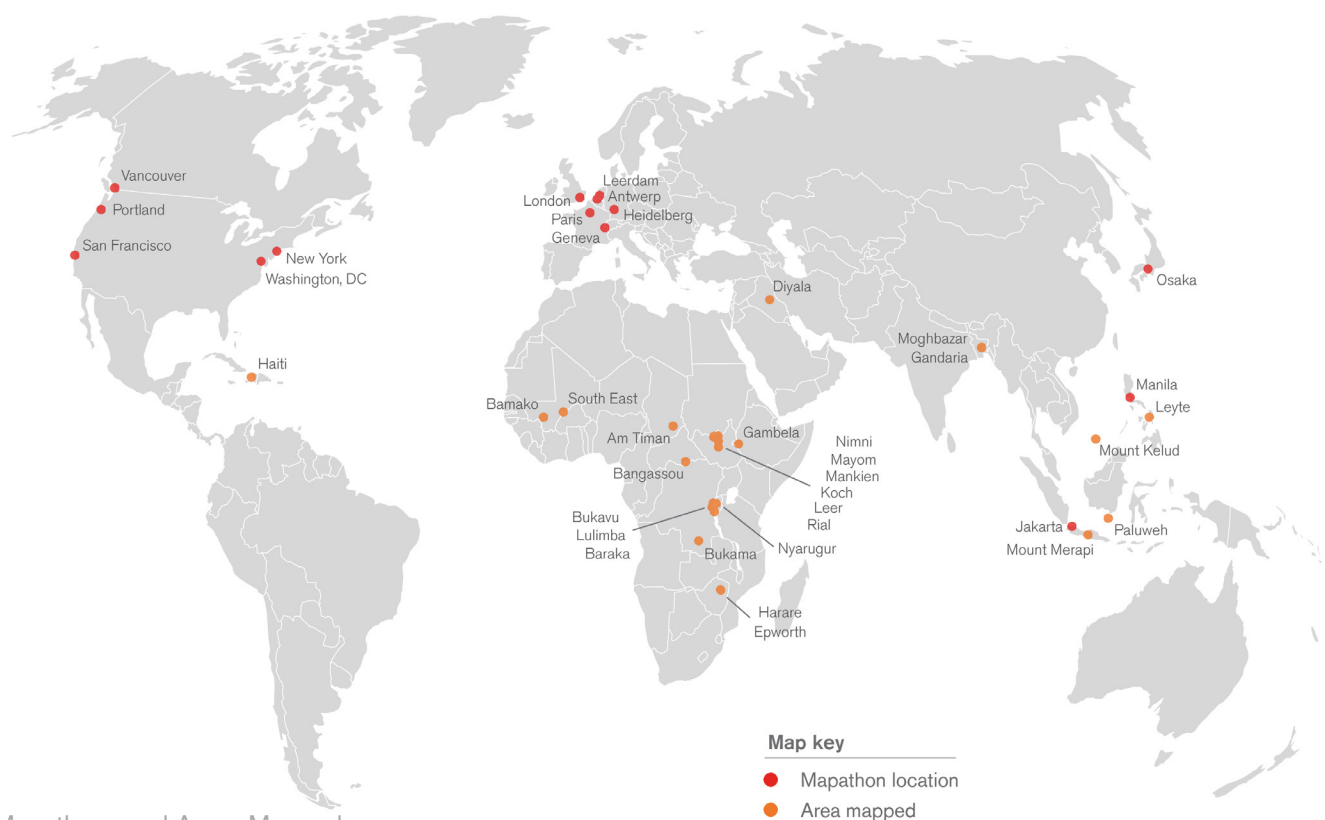 Vancouver
Portland
San Francisco
New York
Washington, DC
Haiti
Leerdam
London
Antwerp
Paris
Heidelberg
Geneva
Diyala
Osaka
Moghbazar
Gandaria
Manila
Leyte
Mount Kelud
Bamako
South East
Am Timan
Gambela
Bangassou
Nimni
Mayom
Mankien
Koch
Leer
Rial
Bukavu
Lulimba
Baraka
Nyarugur
Bukama
Harare
Epworth
Jakarta
Paluweh
Mount Merapi
Map key
Mapathon location
Area mapped